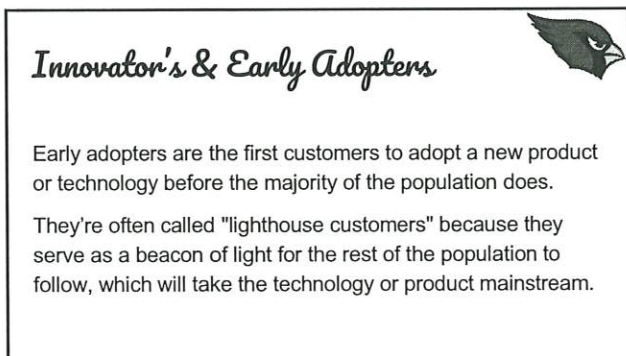 Innovator's & Early Adopters
Early adopters are the first customers to adopt a new product
or technology before the majority of the population does.
They're often called "lighthouse customers" because they
serve as a beacon of light for the rest of the population to
follow, which will take the technology or product mainstream.